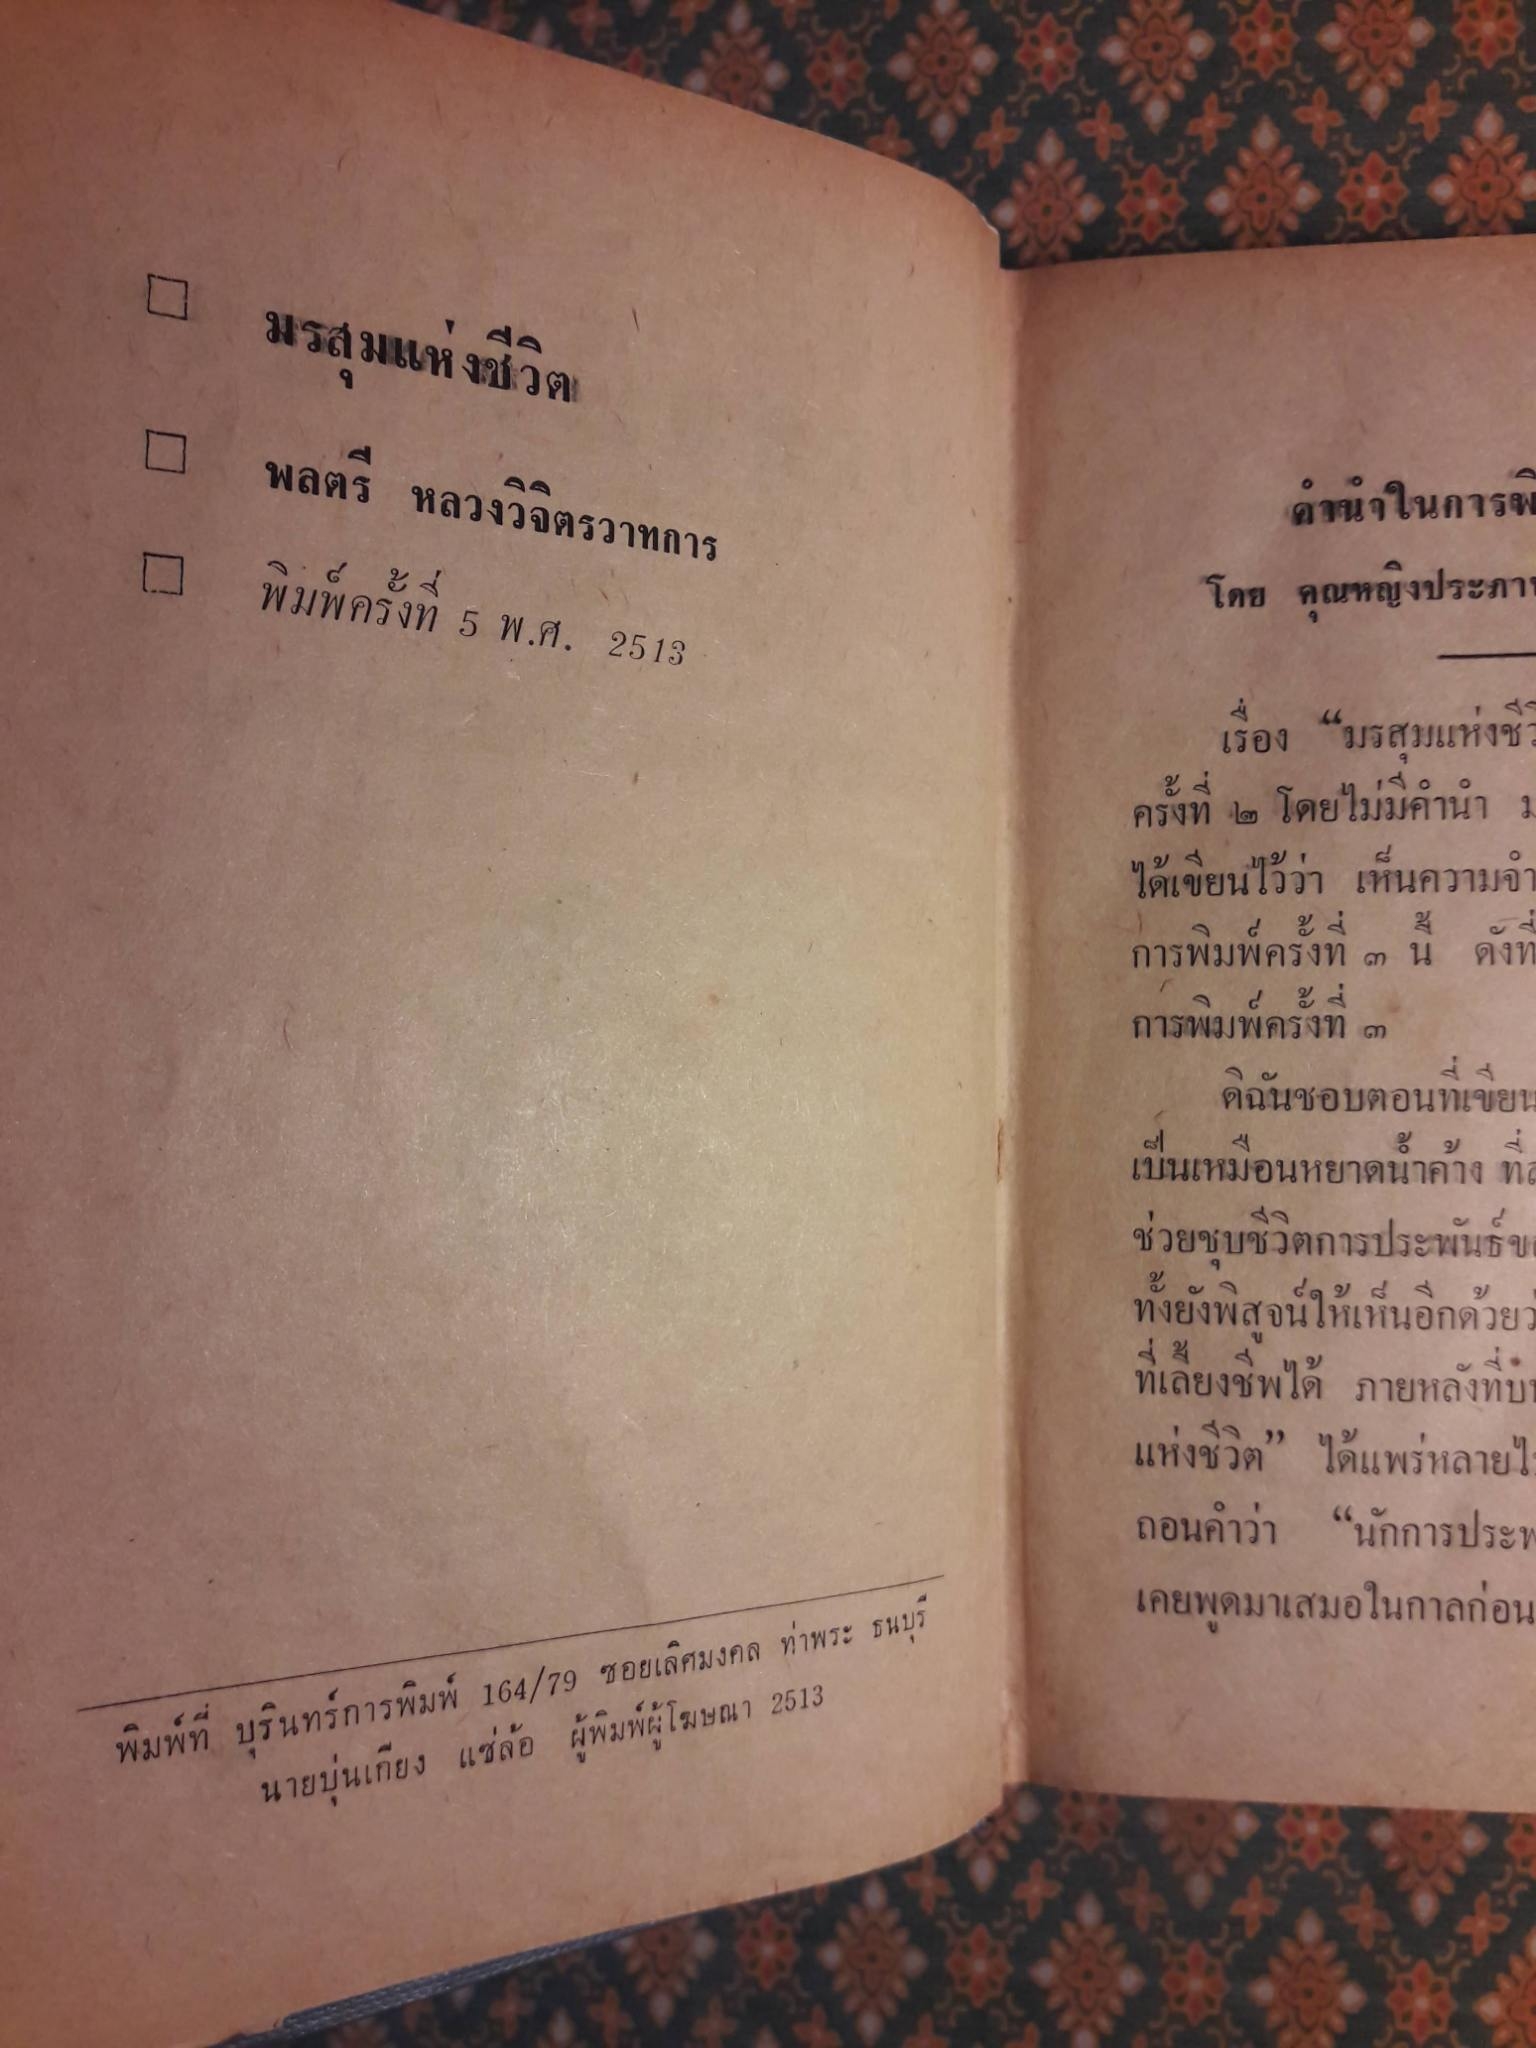 มรสุมแห่งชีวิต
พลตรี หลวงวิจิตรวาทการ
พิมพ์ครั้งที่ 5 พ.ศ. 2513
พิมพ์ที่ บุรินทร์การพิมพ์ 164/79 ซอยเลิศมงคล ท่าพระ ธนบุรี
นายบุ่นเกียง แซ่ล้อ ผู้พิมพ์ผู้โฆษณา 2513
คำนำในการพิ
โดย คุณหญิงประภา
เรื่อง “มรสุมแห่งชีวิ
ครั้งที่ ๒ โดยไม่มีคำนำ ม
ได้เขียนไว้ว่า เห็นความจำ
การพิมพ์ครั้งที่ ๓ นี้ ดังที่
การพิมพ์ครั้งที่ ๓
ดิฉันชอบตอนที่เขียน
เป็นเหมือนหยาดน้ำค้าง ที่
ช่วยชุบชีวิตการประพันธ์ข
ทั้งยังพิสูจน์ให้เห็นอีกด้วยว่
ที่เลี้ยงชีพได้ ภายหลังที่บ
แห่งชีวิต” ได้แพร่หลายไ
ถอนคำว่า “นักการประพ
เคยพูดมาเสมอในกาลก่อน